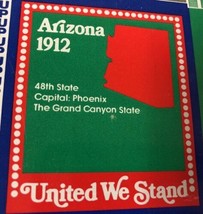 Arizona
1912
48th State
Capital: Phoenix
The Grand Canyon State
United We Stand